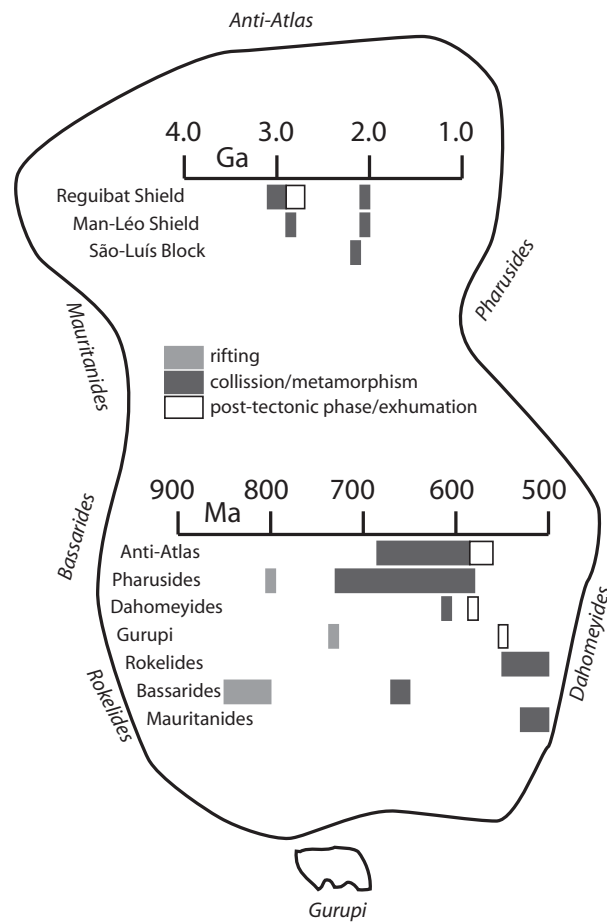 Anti-Atlas
4.0 3.0 2.0 1.0
Ga
Reguibat Shield
Man-Léo Shield
São-Luís Block
Pharusides
Mauritanides
rifting
collission/metamorphism
post-tectonic phase/exhumation
900 800 700 600 500
Ma
Bassarides
Anti-Atlas
Pharusides
Dahomeyides
Gurupi
Rokelides
Bassarides
Mauritanides
Dahomeyides
Rokelides
Gurupi